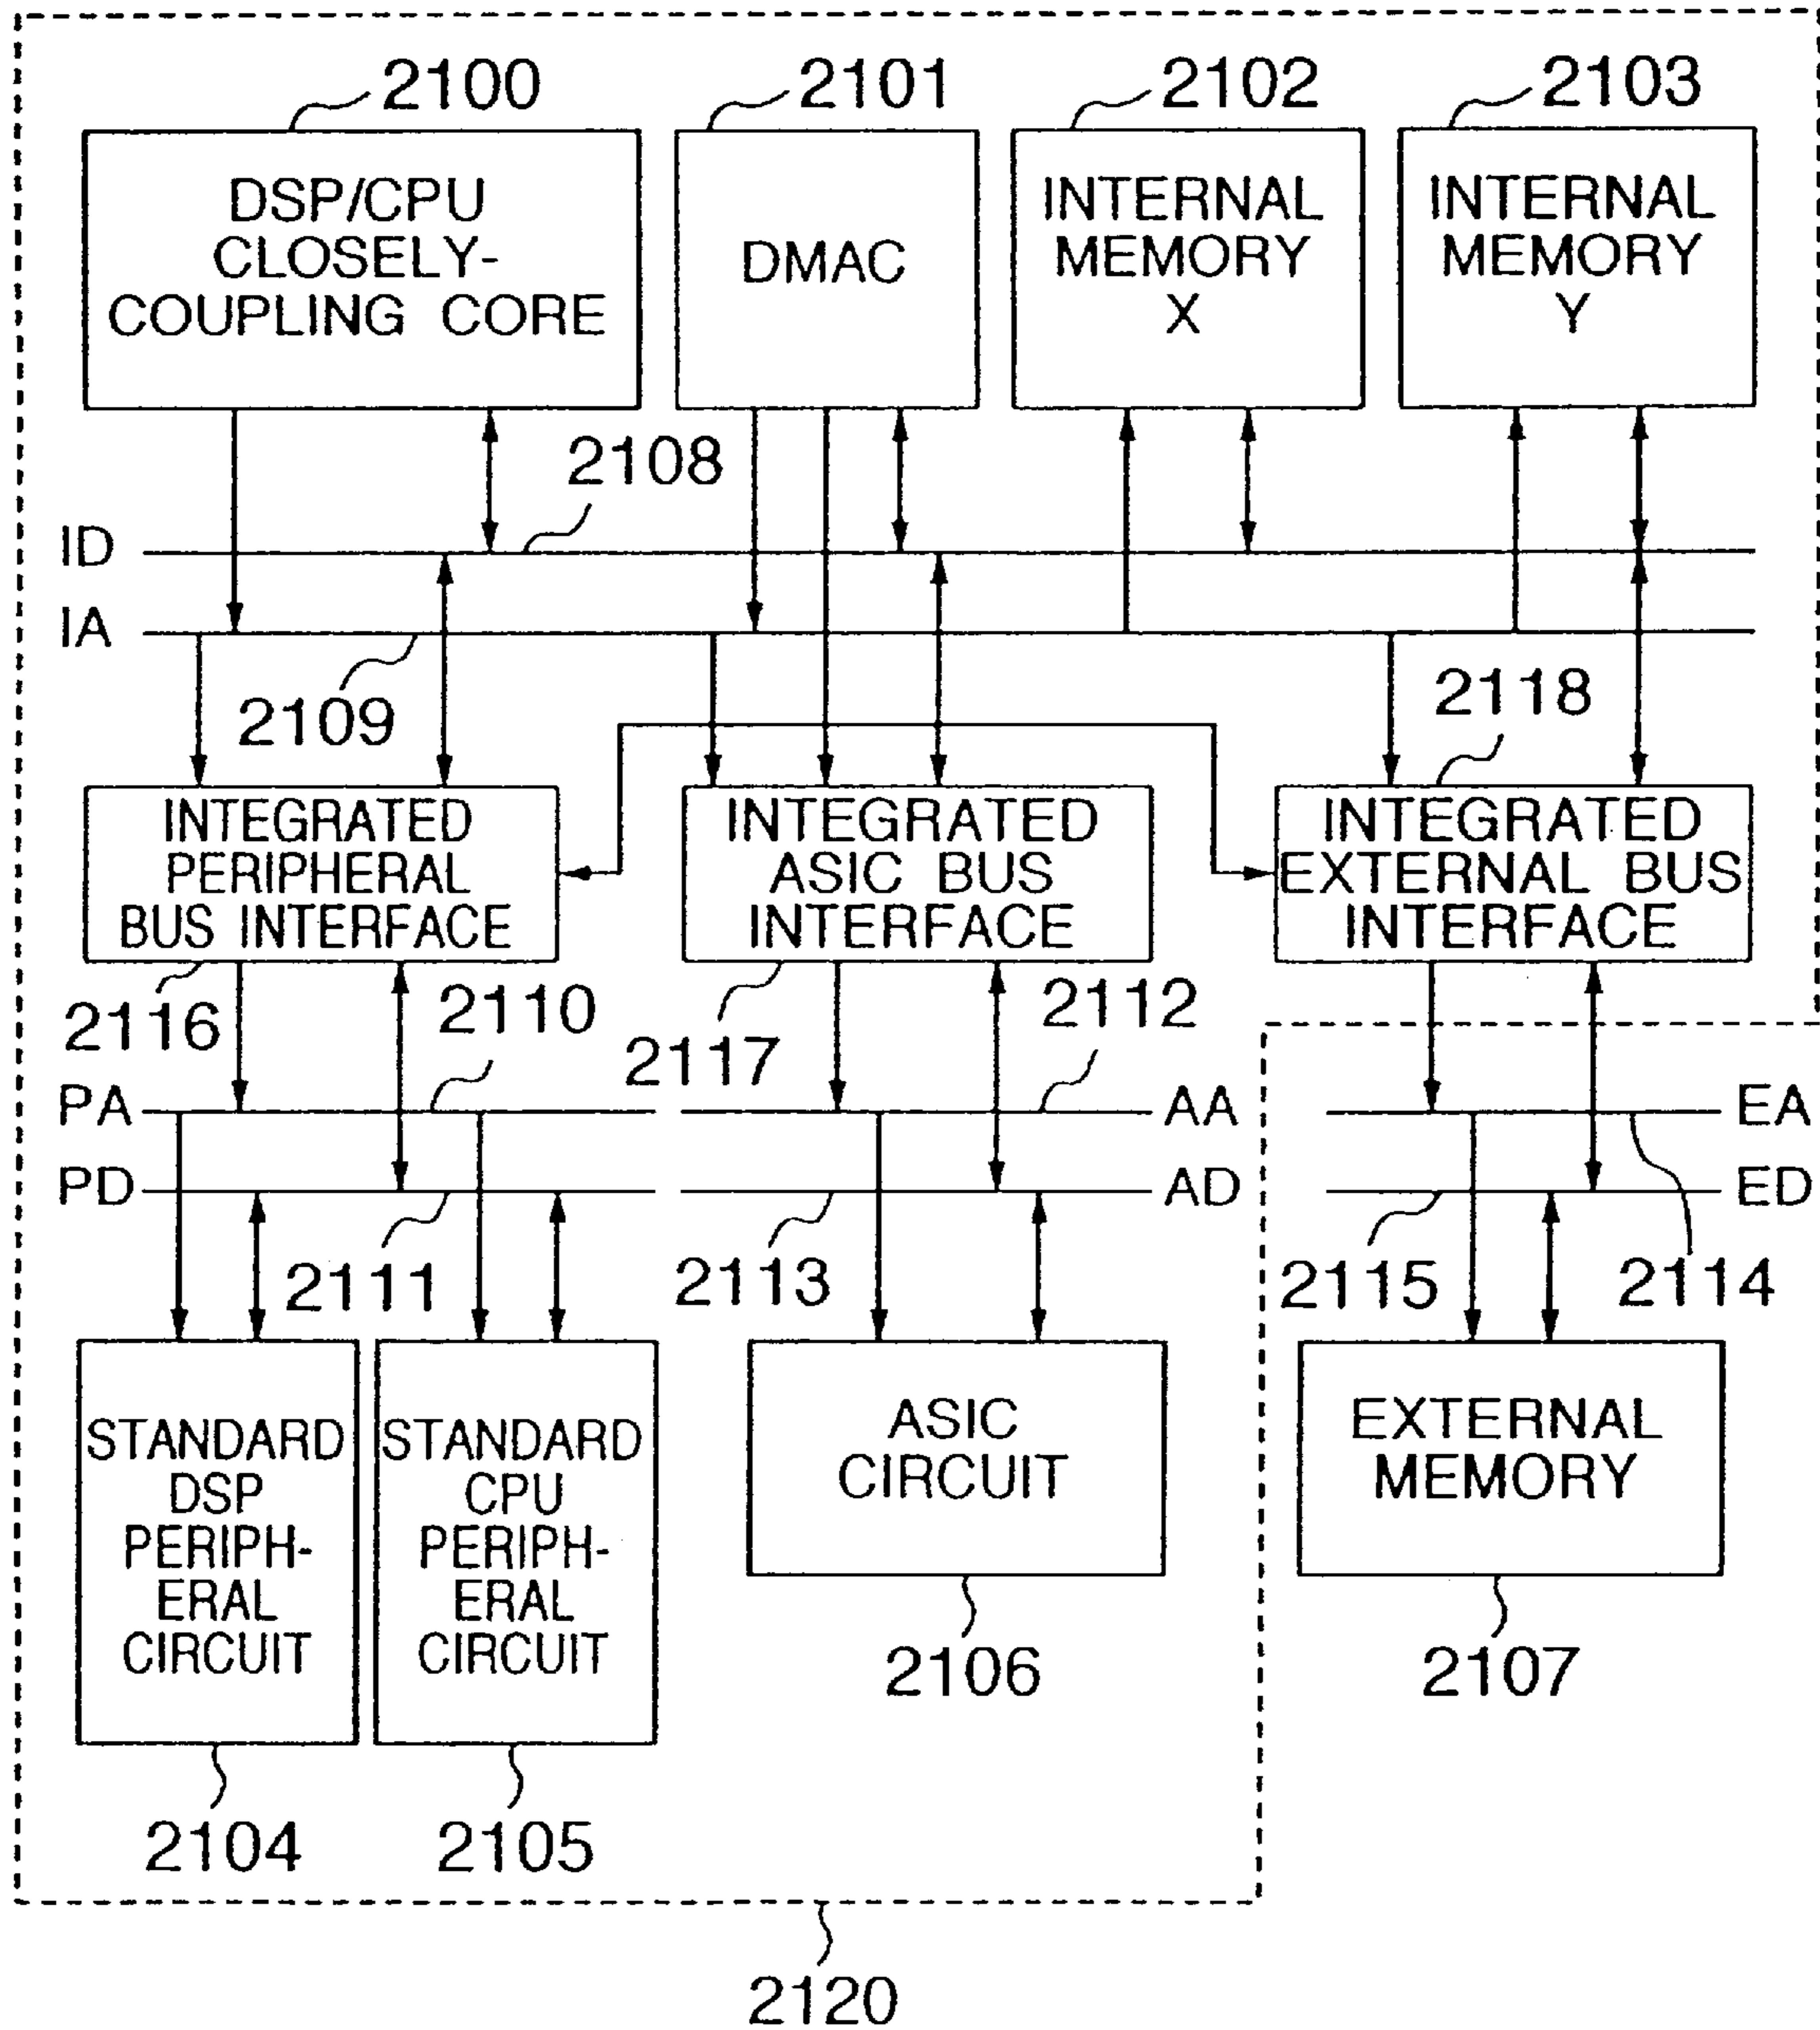 2100
2101
2102
2103
DSP/CPU
CLOSELY-
COUPLING CORE
DMAC
INTERNAL
MEMORY
X
INTERNAL
MEMORY
Y
2108
ID
IA
2109
2118
INTEGRATED
PERIPHERAL
BUS INTERFACE
INTEGRATED
ASIC BUS
INTERFACE
INTEGRATED
EXTERNAL BUS
INTERFACE
2116
2110
2117
2112
PA
AA
EA
PD
AD
ED
2111
2113
2115
2114
STANDARD
DSP
PERIPH-
ERAL
CIRCUIT
STANDARD
CPU
PERIPH-
ERAL
CIRCUIT
ASIC
CIRCUIT
EXTERNAL
MEMORY
2106
2107
2104
2105
2120